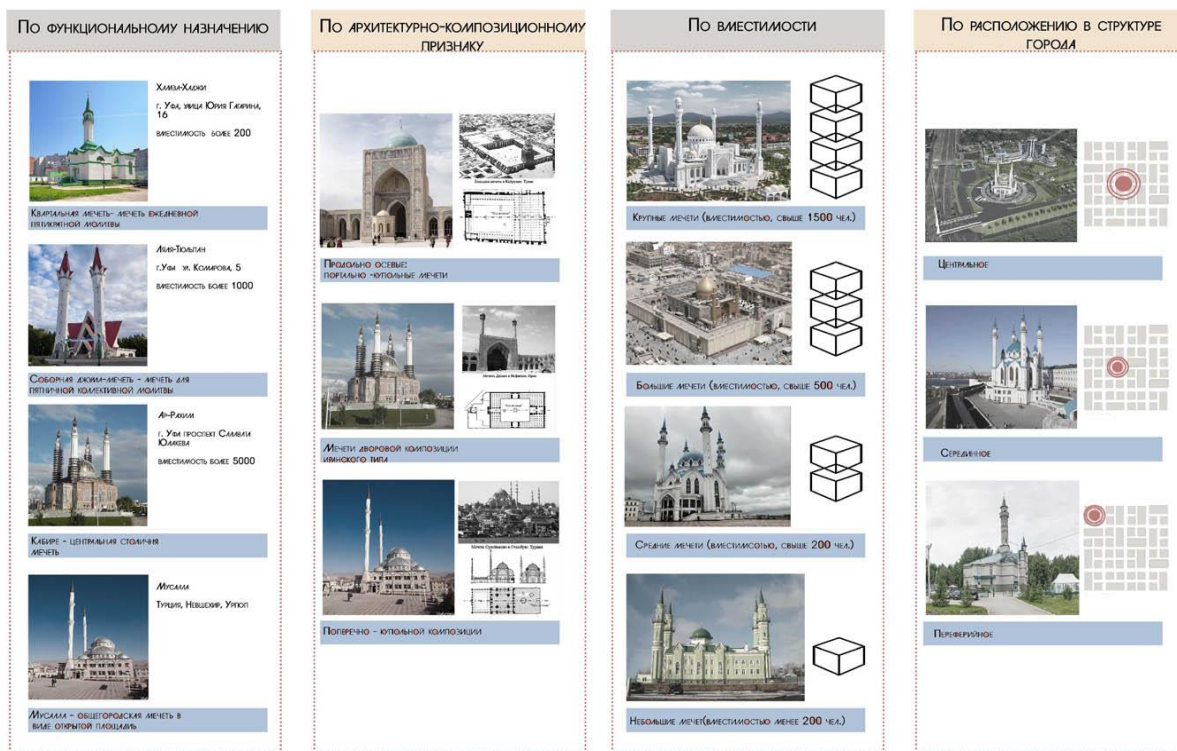 По функциональному назначению
Хамза-Хаджи
г. Уфа, улица Юрия Гагарина,
16
вместимость более 200
Квартальная мечеть- мечеть ежедневной
пятикратной молитвы
Ляля-Тюльпан
г.Уфа ул. Комарова, 5
вместимость более 1000
Соборная джума-мечеть - мечеть для
пятничной коллективной молитвы
Ар-Рахим
г. Уфа проспект Салавата
Юлаева
вместимость более 5000
Кабире - центральная столичня
мечеть
Мусалла
Турция, Невшехир, Ургюп
Мусалла - общегородская мечеть в
виде открытой площадь
По архитектурно-композиционному
признаку
Продольно осевые:
портально -купольные мечети
Мечети дворовой композиции
иранского типа
Поперечно - купольной композиции
По вместимости
Крупные мечети (вместимостью, свыше 1500 чел.)
Большие мечети (вместимостью, свыше 500 чел.)
Средние мечети (вместимсотью, свыше 200 чел.)
Небольшие мечет(вместимостью менее 200 чел.)
По расположению в структуре
города
Центральное
Серединное
Переферийное